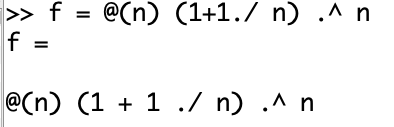 >> f = @(n) (1+1./ n) .^ n
f =
@(n) (1 + 1 ./ n) .^ n